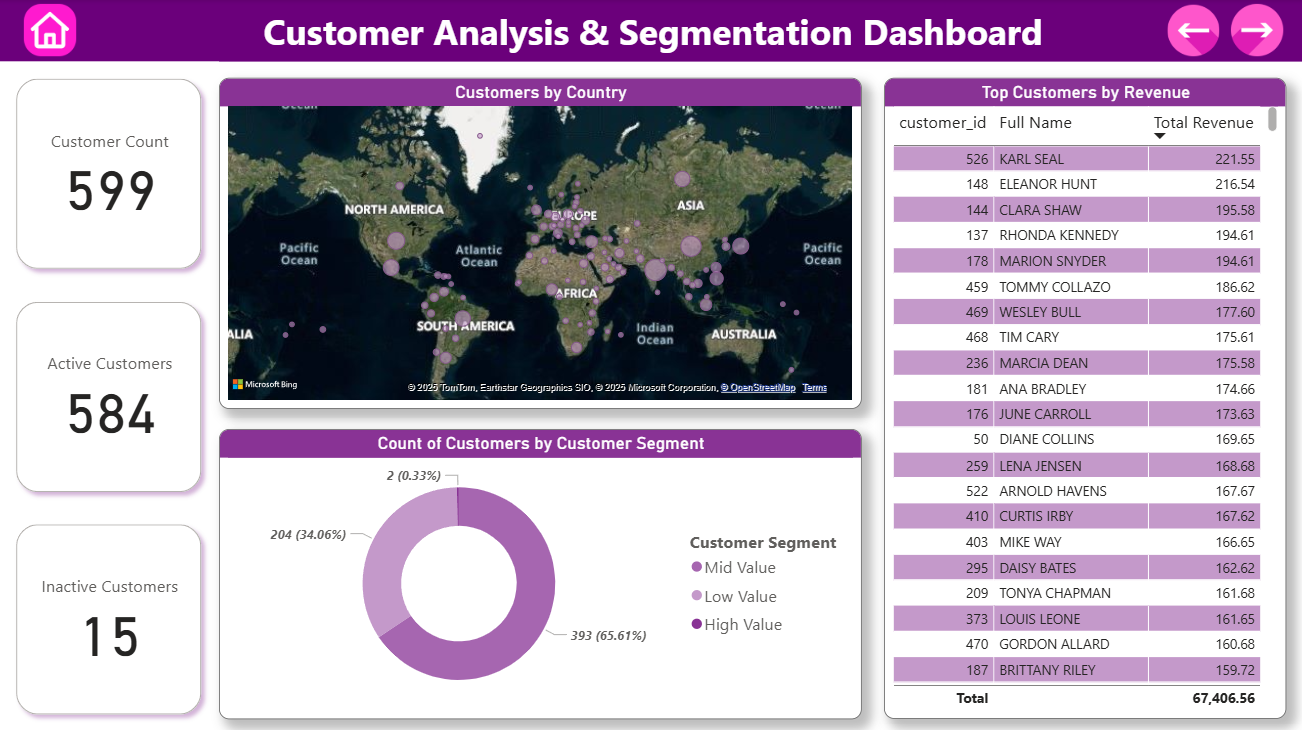 Customer Analysis & Segmentation Dashboard
Customer Count
599
Active Customers
584
Inactive Customers
15
Customers by Country
Ocean
Ocean
NORTH AMERICA
EUROPE
ASIA
Pacific
Ocean
Atlantic
Ocean
Pacific
Ocean
AFRICA
SOUTH AMERICA
Indian
Ocean
ALIA
AUSTRALIA
Microsoft Bing
© 2025 TomTom, Earthstar Geographics SIO, © 2025 Microsoft Corporation, © OpenStreetMap Terms
Count of Customers by Customer Segment
2 (0.33%)
204 (34.06%)
393 (65.61%)
Customer Segment
Mid Value
Low Value
High Value
Top Customers by Revenue
customer_id Full Name Total Revenue
526 KARL SEAL 221.55
148 ELEANOR HUNT 216.54
144 CLARA SHAW 195.58
137 RHONDA KENNEDY 194.61
178 MARION SNYDER 194.61
459 TOMMY COLLAZO 186.62
469 WESLEY BULL 177.60
468 TIM CARY 175.61
236 MARCIA DEAN 175.58
181 ANA BRADLEY 174.66
176 JUNE CARROLL 173.63
50 DIANE COLLINS 169.65
259 LENA JENSEN 168.68
522 ARNOLD HAVENS 167.67
410 CURTIS IRBY 167.62
403 MIKE WAY 166.65
295 DAISY BATES 162.62
209 TONYA CHAPMAN 161.68
373 LOUIS LEONE 161.65
470 GORDON ALLARD 160.68
187 BRITTANY RILEY 159.72
Total 67,406.56